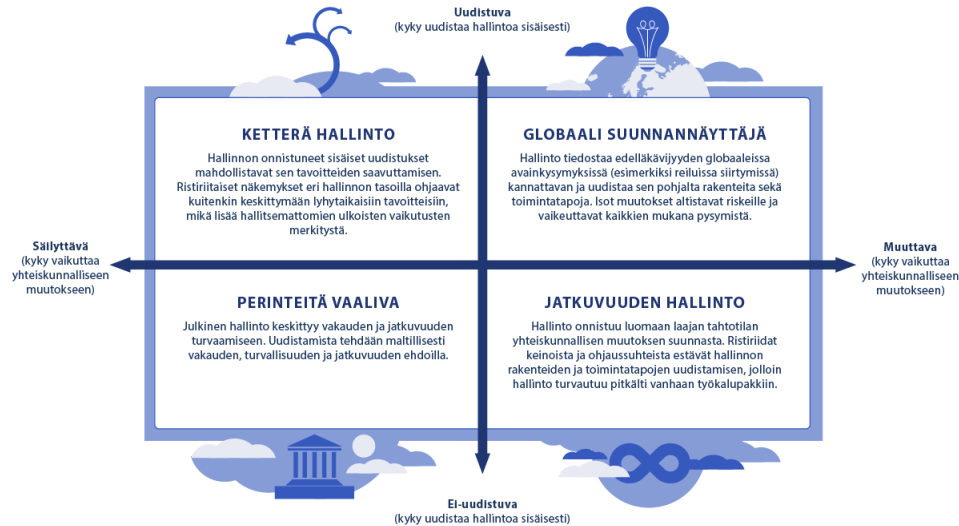 Uudistuva
(kyky uudistaa hallintoa sisäisesti)
KETTERÄ HALLINTO
Hallinnon onnistuneet sisäiset uudistukset
mahdollistavat sen tavoitteiden saavuttamisen.
Ristiriitaiset näkemykset eri hallinnon tasoilla ohjaavat
kuitenkin keskittymään lyhytaikaisiin tavoitteisiin,
mikä lisää hallitsemattomien ulkoisten vaikutusten
merkitystä.
GLOBAALI SUUNNANNÄYTTÄJÄ
Hallinto tiedostaa edelläkävijyyden globaaleissa
avainkysymyksissä (esimerkiksi reiluissa siirtymissä)
kannattavan ja uudistaa sen pohjalta rakenteita sekä
toimintatapoja. Isot muutokset altistavat riskeille ja
vaikeuttavat kaikkien mukana pysymistä.
Säilyttävä
(kyky vaikuttaa
yhteiskunnalliseen
muutokseen)
Muuttava
(kyky vaikuttaa
yhteiskunnalliseen
muutokseen)
PERINTEITÄ VAALIVA
Julkinen hallinto keskittyy vakauden ja jatkuvuuden
turvaamiseen. Uudistamista tehdään maltillisesti
vakauden, turvallisuuden ja jatkuvuuden ehdoilla.
JATKUVUUDEN HALLINTO
Hallinto onnistuu luomaan laajan tahtotilan
yhteiskunnallisen muutoksen suunnasta. Ristiriidat
keinoista ja ohjaussuhteista estävät hallinnon
rakenteiden ja toimintatapojen uudistamisen, jolloin
hallinto turvautuu pitkälti vanhaan työkalupakkiin.
Ei-uudistuva
(kyky uudistaa hallintoa sisäisesti)